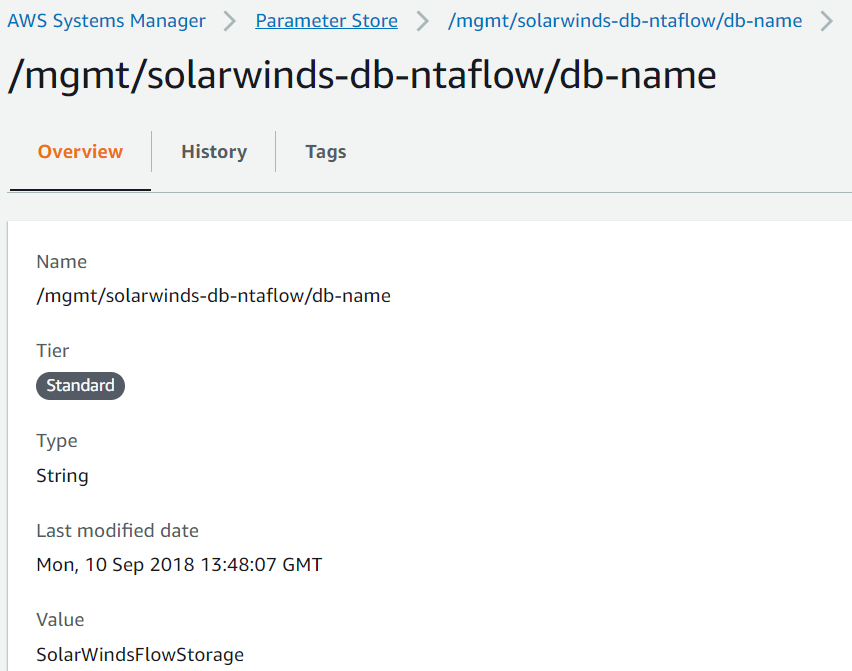 AWS Systems Manager > Parameter Store > /mgmt/solarwinds-db-ntaflow/db-name >
/mgmt/solarwinds-db-ntaflow/db-name
Overview History Tags
Name
/mgmt/solarwinds-db-ntaflow/db-name
Tier
Standard
Type
String
Last modified date
Mon, 10 Sep 2018 13:48:07 GMT
Value
SolarWindsFlowStorage